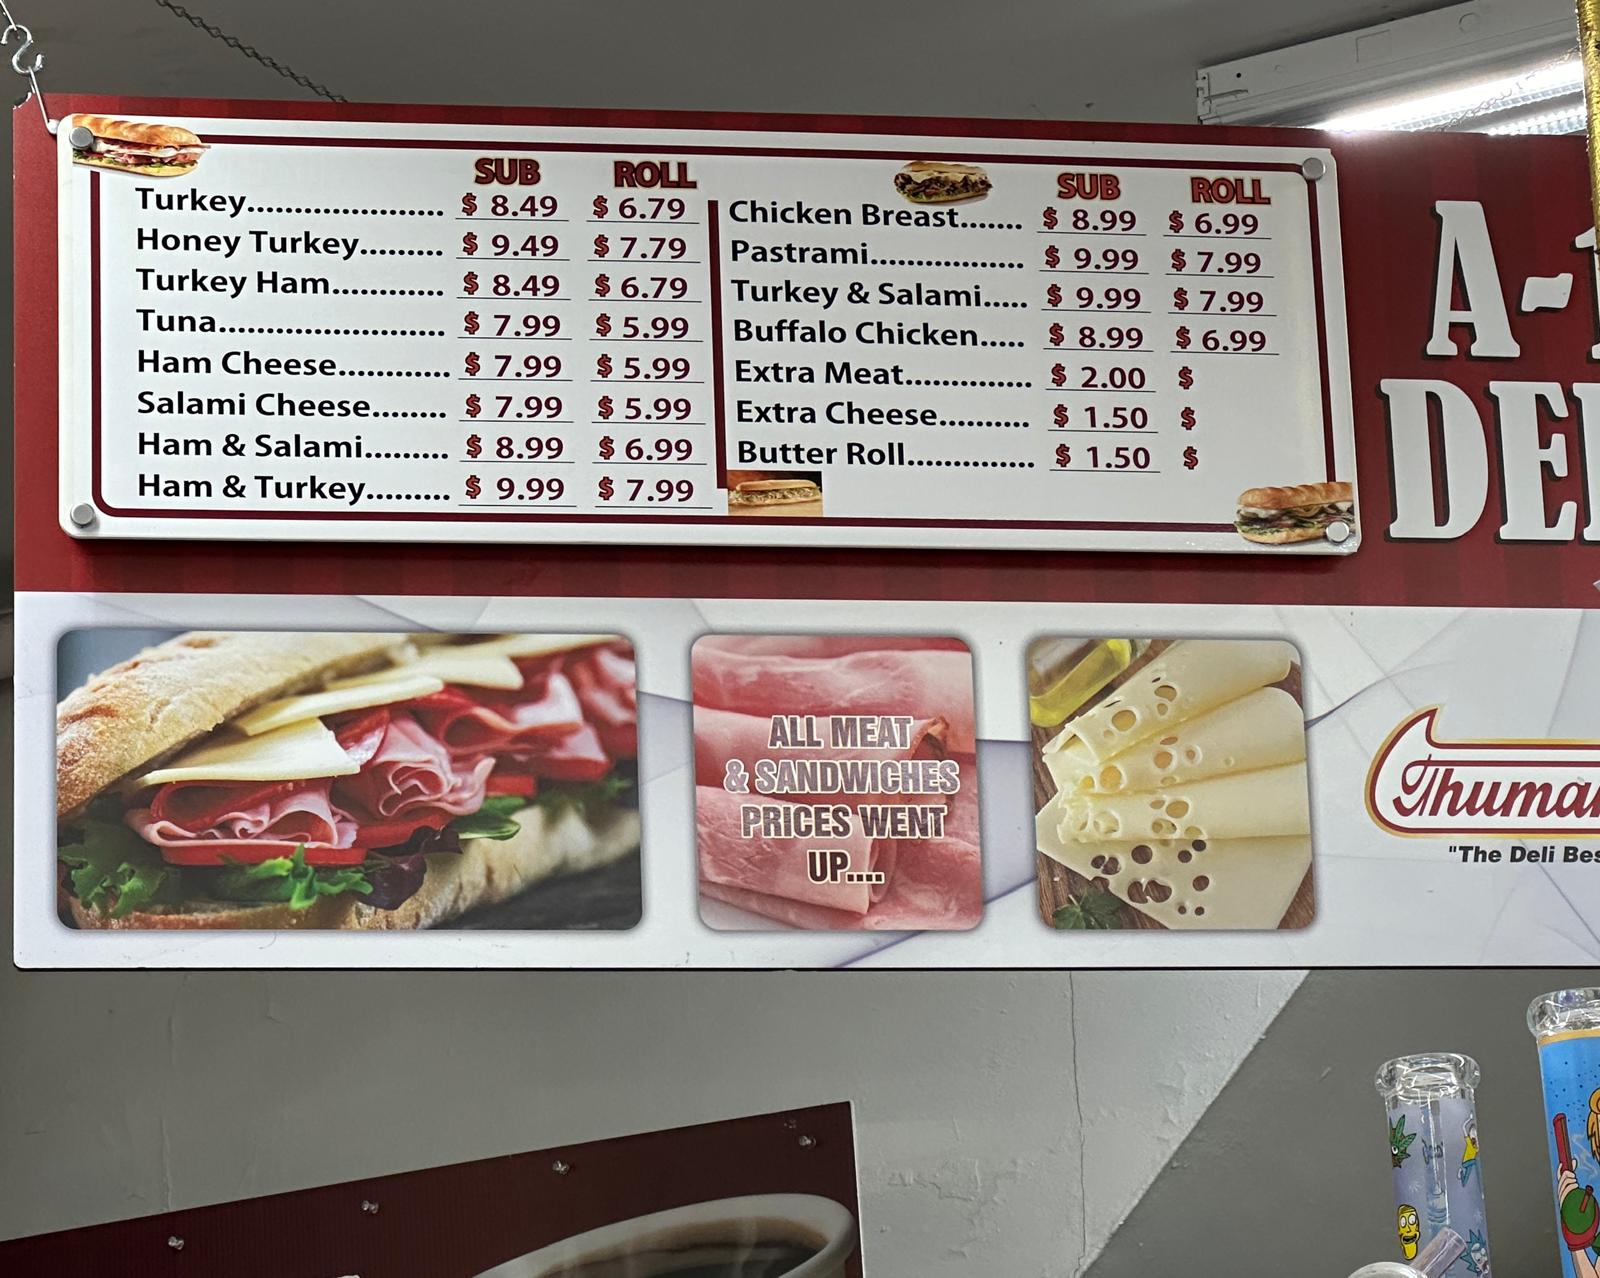 SUB ROLL
Turkey..................... $ 8.49 $ 6.79
Honey Turkey......... $ 9.49 $ 7.79
Turkey Ham............ $ 8.49 $ 6.79
Tuna........................ $ 7.99 $ 5.99
Ham Cheese............ $ 7.99 $ 5.99
Salami Cheese........ $ 7.99 $ 5.99
Ham & Salami......... $ 8.99 $ 6.99
Ham & Turkey......... $ 9.99 $ 7.99
SUB ROLL
Chicken Breast....... $ 8.99 $ 6.99
Pastrami................. $ 9.99 $ 7.99
Turkey & Salami..... $ 9.99 $ 7.99
Buffalo Chicken..... $ 8.99 $ 6.99
Extra Meat.............. $ 2.00 $
Extra Cheese.......... $ 1.50 $
Butter Roll.............. $ 1.50 $
ALL MEAT
& SANDWICHES
PRICES WENT
UP....
"The Deli